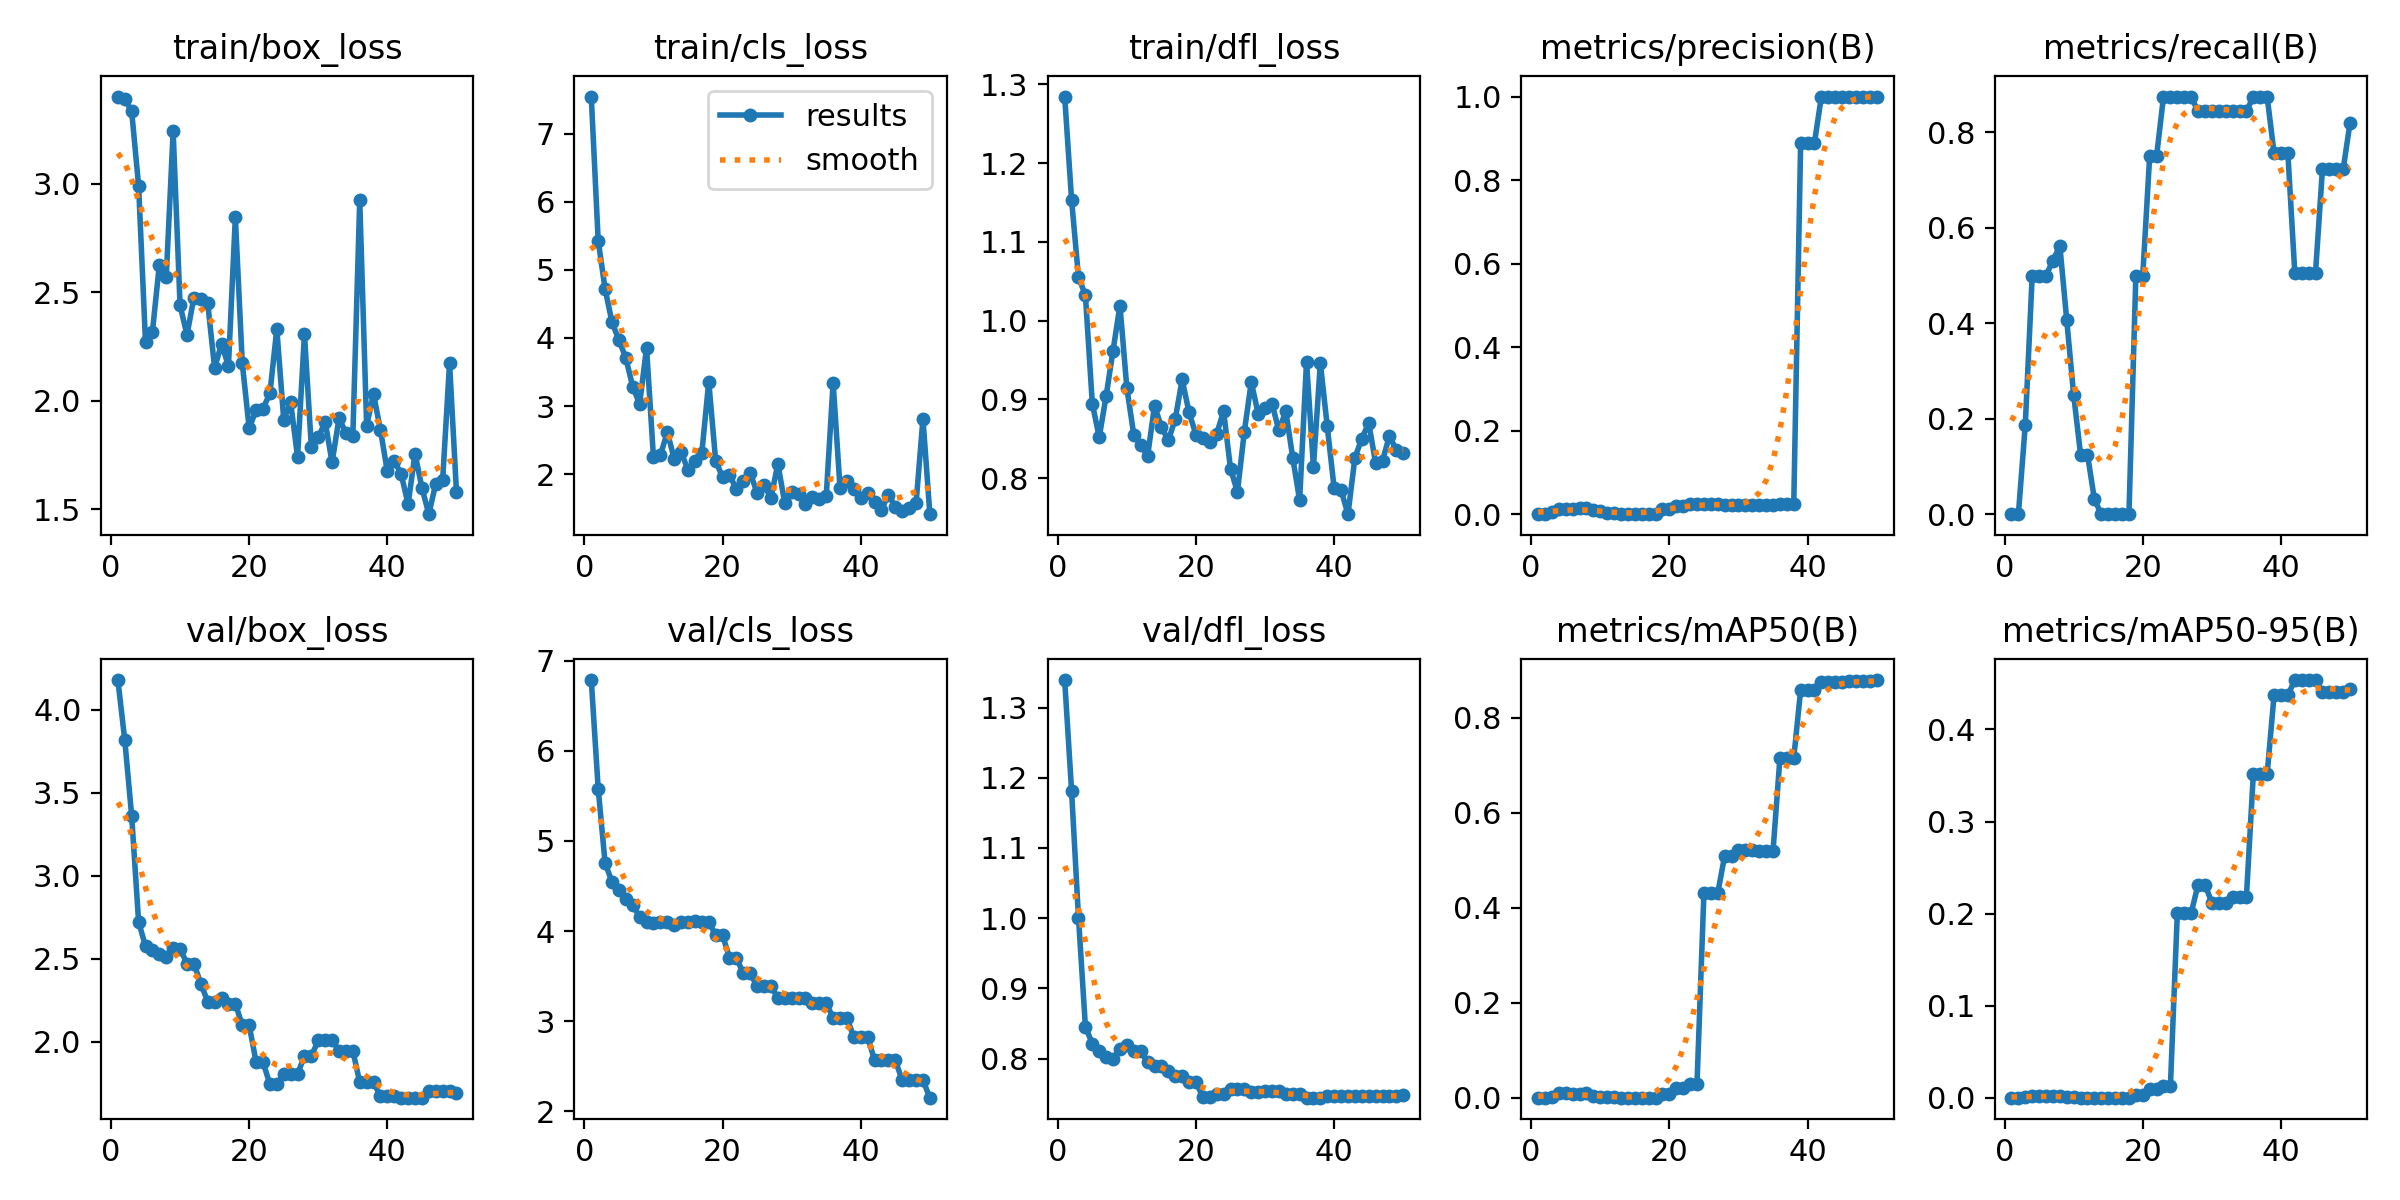 train/box_loss
3.0
2.5
2.0
1.5
0 20 40
train/cls_loss
results
smooth
7
6
5
4
3
2
0 20 40
train/dfl_loss
1.3
1.2
1.1
1.0
0.9
0.8
0 20 40
metrics/precision(B)
1.0
0.8
0.6
0.4
0.2
0.0
0 20 40
metrics/recall(B)
0.8
0.6
0.4
0.2
0.0
0 20 40
val/box_loss
4.0
3.5
3.0
2.5
2.0
0 20 40
val/cls_loss
7
6
5
4
3
2
0 20 40
val/dfl_loss
1.3
1.2
1.1
1.0
0.9
0.8
0 20 40
metrics/mAP50(B)
0.8
0.6
0.4
0.2
0.0
0 20 40
metrics/mAP50-95(B)
0.4
0.3
0.2
0.1
0.0
0 20 40